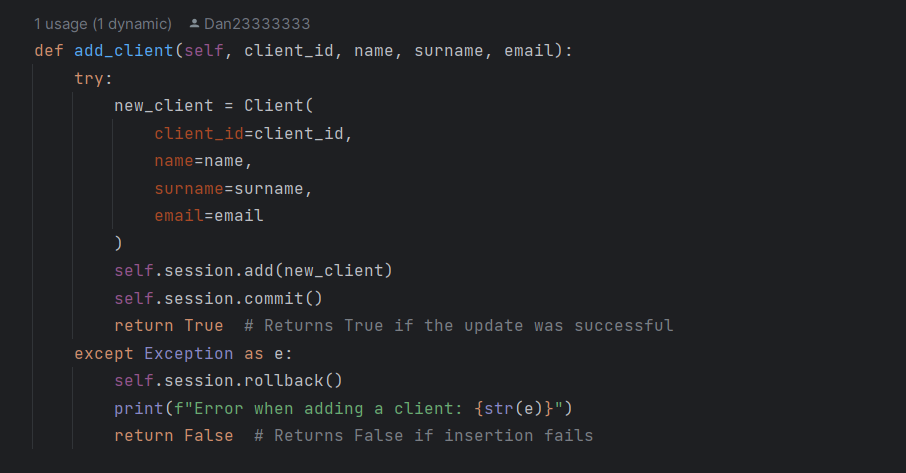 1 usage (1 dynamic) Dan23333333
def add_client(self, client_id, name, surname, email):
    try:
        new_client = Client(
            client_id=client_id,
            name=name,
            surname=surname,
            email=email
        )
        self.session.add(new_client)
        self.session.commit()
        return True  # Returns True if the update was successful
    except Exception as e:
        self.session.rollback()
        print(f"Error when adding a client: {str(e)}")
        return False  # Returns False if insertion fails